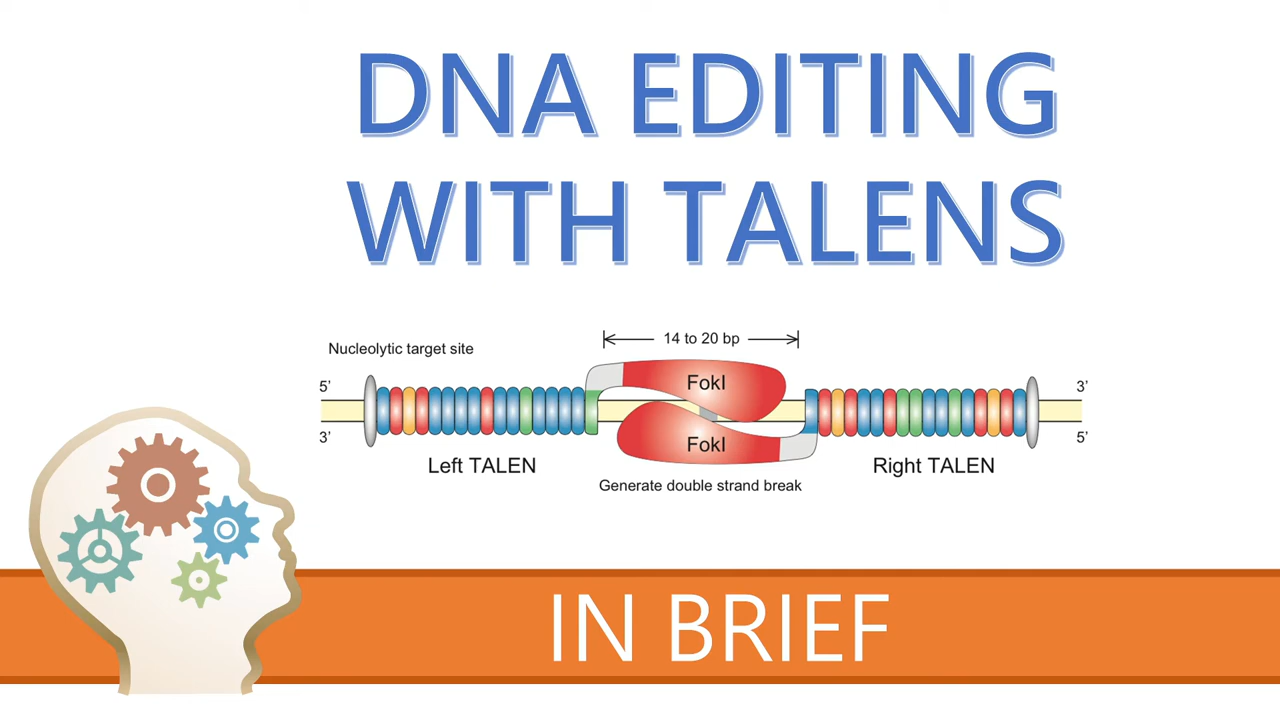 DNA EDITING
WITH TALENS
14 to 20 bp
Nucleolytic target site
5’
3’
FokI
3’
5’
FokI
Left TALEN
Right TALEN
Generate double strand break
IN BRIEF